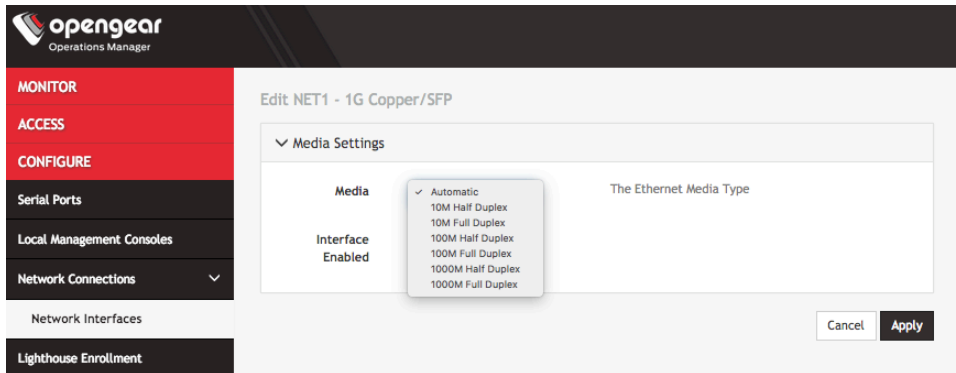 opengear
Operations Manager
MONITOR
ACCESS
CONFIGURE
Serial Ports
Local Management Consoles
Network Connections
Network Interfaces
Lighthouse Enrollment
Edit NET1 - 1G Copper/SFP
Media Settings
Media
Automatic
10M Half Duplex
10M Full Duplex
100M Half Duplex
100M Full Duplex
1000M Half Duplex
1000M Full Duplex
The Ethernet Media Type
Interface
Enabled
Cancel
Apply